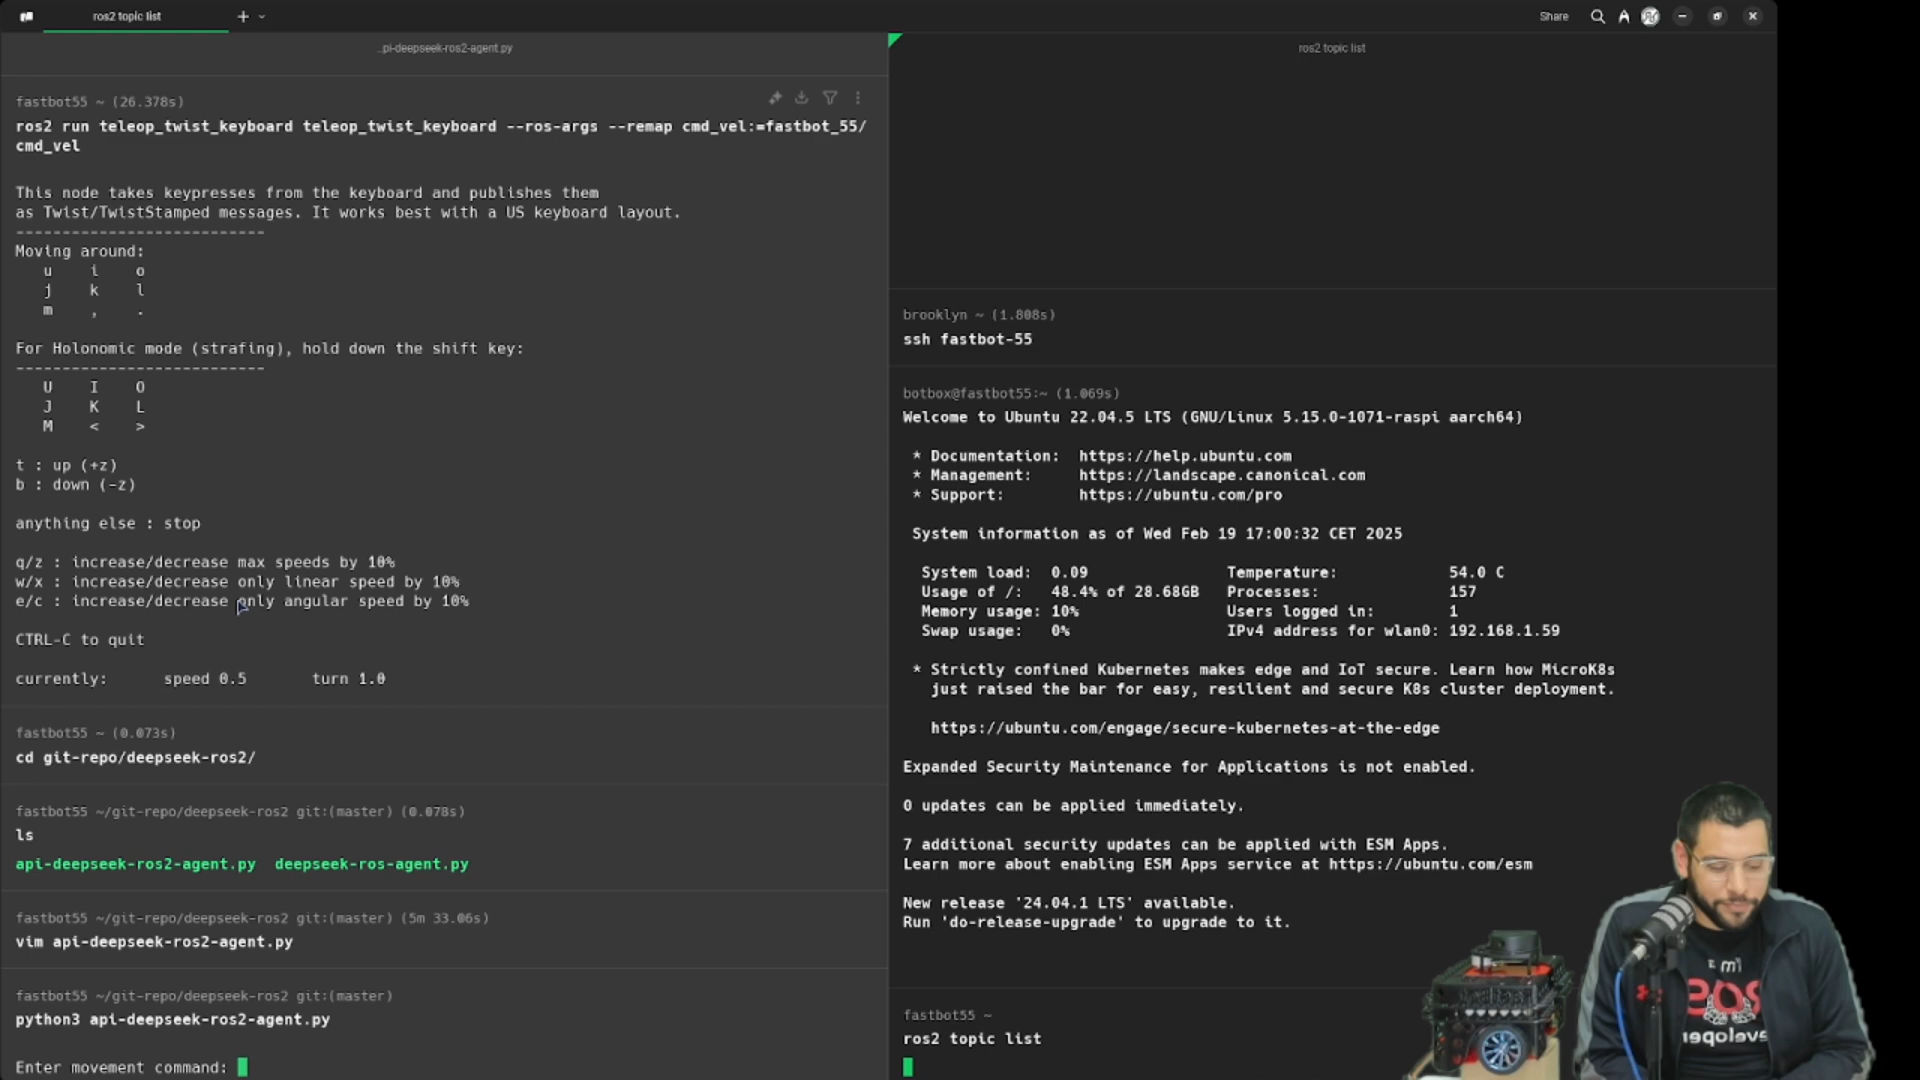 ros2 topic list
Share
..pi-deepseek-ros2-agent.py
fastbot55 ~ (26.378s)
ros2 run teleop_twist_keyboard teleop_twist_keyboard --ros-args --remap cmd_vel:=fastbot_55/
cmd_vel
This node takes keypresses from the keyboard and publishes them
as Twist/TwistStamped messages. It works best with a US keyboard layout.
---------------------------
Moving around:
u i o
j k l
m , .
For Holonomic mode (strafing), hold down the shift key:
---------------------------
U I O
J K L
M < >
t : up (+z)
b : down (-z)
anything else : stop
q/z : increase/decrease max speeds by 10%
w/x : increase/decrease only linear speed by 10%
e/c : increase/decrease only angular speed by 10%
CTRL-C to quit
currently: speed 0.5 turn 1.0
fastbot55 ~ (0.073s)
cd git-repo/deepseek-ros2/
fastbot55 ~/git-repo/deepseek-ros2 git:(master) (0.078s)
ls
api-deepseek-ros2-agent.py deepseek-ros-agent.py
fastbot55 ~/git-repo/deepseek-ros2 git:(master) (5m 33.06s)
vim api-deepseek-ros2-agent.py
fastbot55 ~/git-repo/deepseek-ros2 git:(master)
python3 api-deepseek-ros2-agent.py
Enter movement command:
ros2 topic list
brooklyn ~ (1.808s)
ssh fastbot-55
botbox@fastbot55:~ (1.069s)
Welcome to Ubuntu 22.04.5 LTS (GNU/Linux 5.15.0-1071-raspi aarch64)
* Documentation: https://help.ubuntu.com
* Management: https://landscape.canonical.com
* Support: https://ubuntu.com/pro
System information as of Wed Feb 19 17:00:32 CET 2025
System load: 0.09 Temperature: 54.0 C
Usage of /: 48.4% of 28.68GB Processes: 157
Memory usage: 10% Users logged in: 1
Swap usage: 0% IPv4 address for wlan0: 192.168.1.59
* Strictly confined Kubernetes makes edge and IoT secure. Learn how MicroK8s
just raised the bar for easy, resilient and secure K8s cluster deployment.
https://ubuntu.com/engage/secure-kubernetes-at-the-edge
Expanded Security Maintenance for Applications is not enabled.
0 updates can be applied immediately.
7 additional security updates can be applied with ESM Apps.
Learn more about enabling ESM Apps service at https://ubuntu.com/esm
New release '24.04.1 LTS' available.
Run 'do-release-upgrade' to upgrade to it.
fastbot55 ~
ros2 topic list
I'm a
ROS
Developer